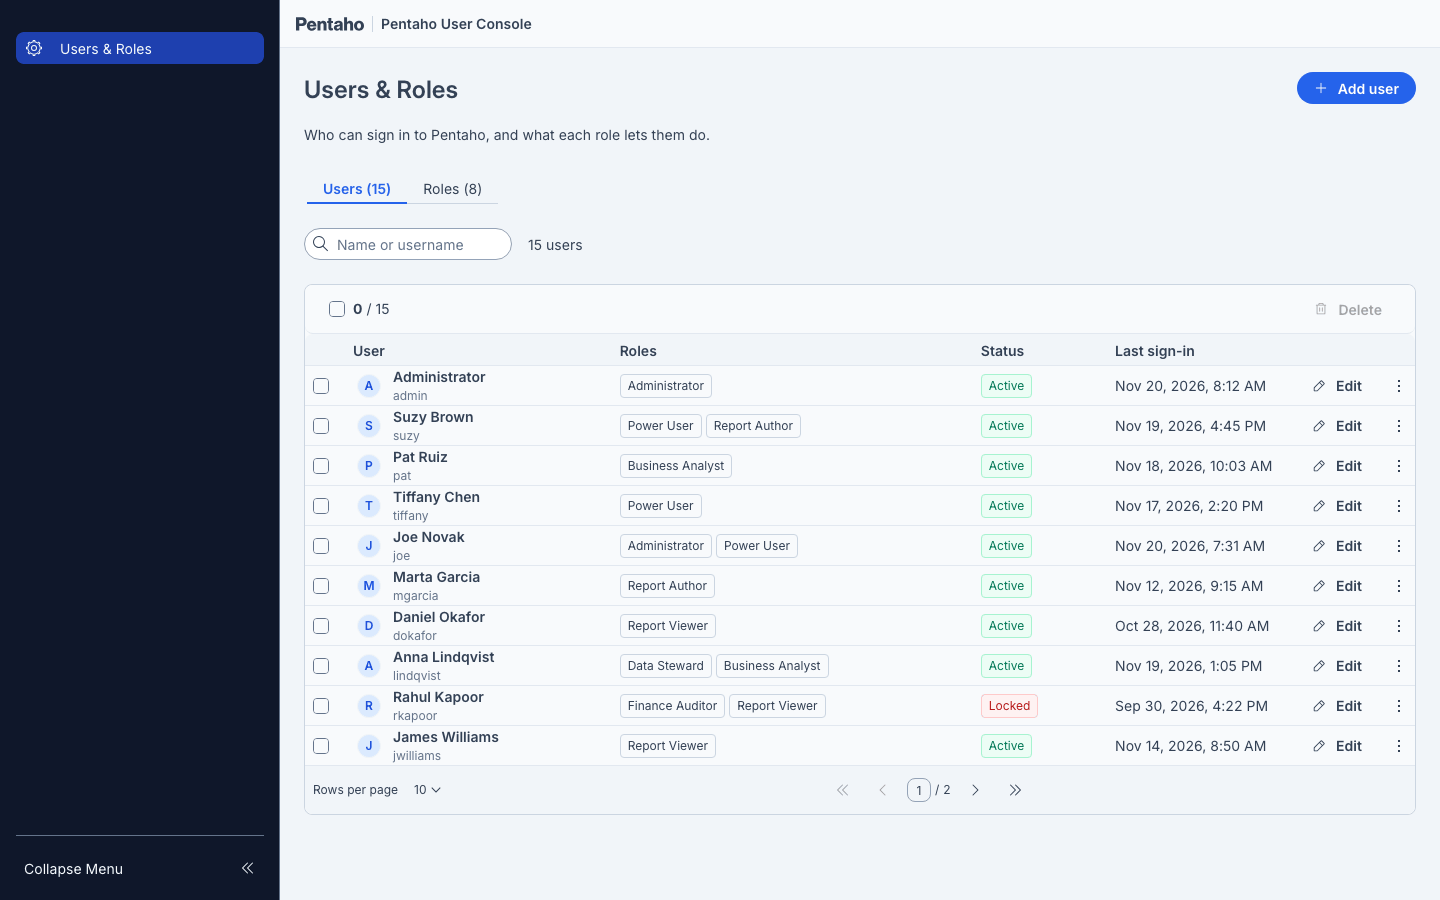 Users & Roles
Pentaho Pentaho User Console
Users & Roles
Add user
Who can sign in to Pentaho, and what each role lets them do.
Users (15) Roles (8)
Name or username 15 users
0 / 15 Delete
User Roles Status Last sign-in
A Administrator Administrator Active Nov 20, 2026, 8:12 AM Edit
admin
S Suzy Brown Power User Report Author Active Nov 19, 2026, 4:45 PM Edit
suzy
P Pat Ruiz Business Analyst Active Nov 18, 2026, 10:03 AM Edit
pat
T Tiffany Chen Power User Active Nov 17, 2026, 2:20 PM Edit
tiffany
J Joe Novak Administrator Power User Active Nov 20, 2026, 7:31 AM Edit
joe
M Marta Garcia Report Author Active Nov 12, 2026, 9:15 AM Edit
mgarcia
D Daniel Okafor Report Viewer Active Oct 28, 2026, 11:40 AM Edit
dokafor
A Anna Lindqvist Data Steward Business Analyst Active Nov 19, 2026, 1:05 PM Edit
lindqvist
R Rahul Kapoor Finance Auditor Report Viewer Locked Sep 30, 2026, 4:22 PM Edit
rkapoor
J James Williams Report Viewer Active Nov 14, 2026, 8:50 AM Edit
jwilliams
Rows per page 10 1 / 2
Collapse Menu